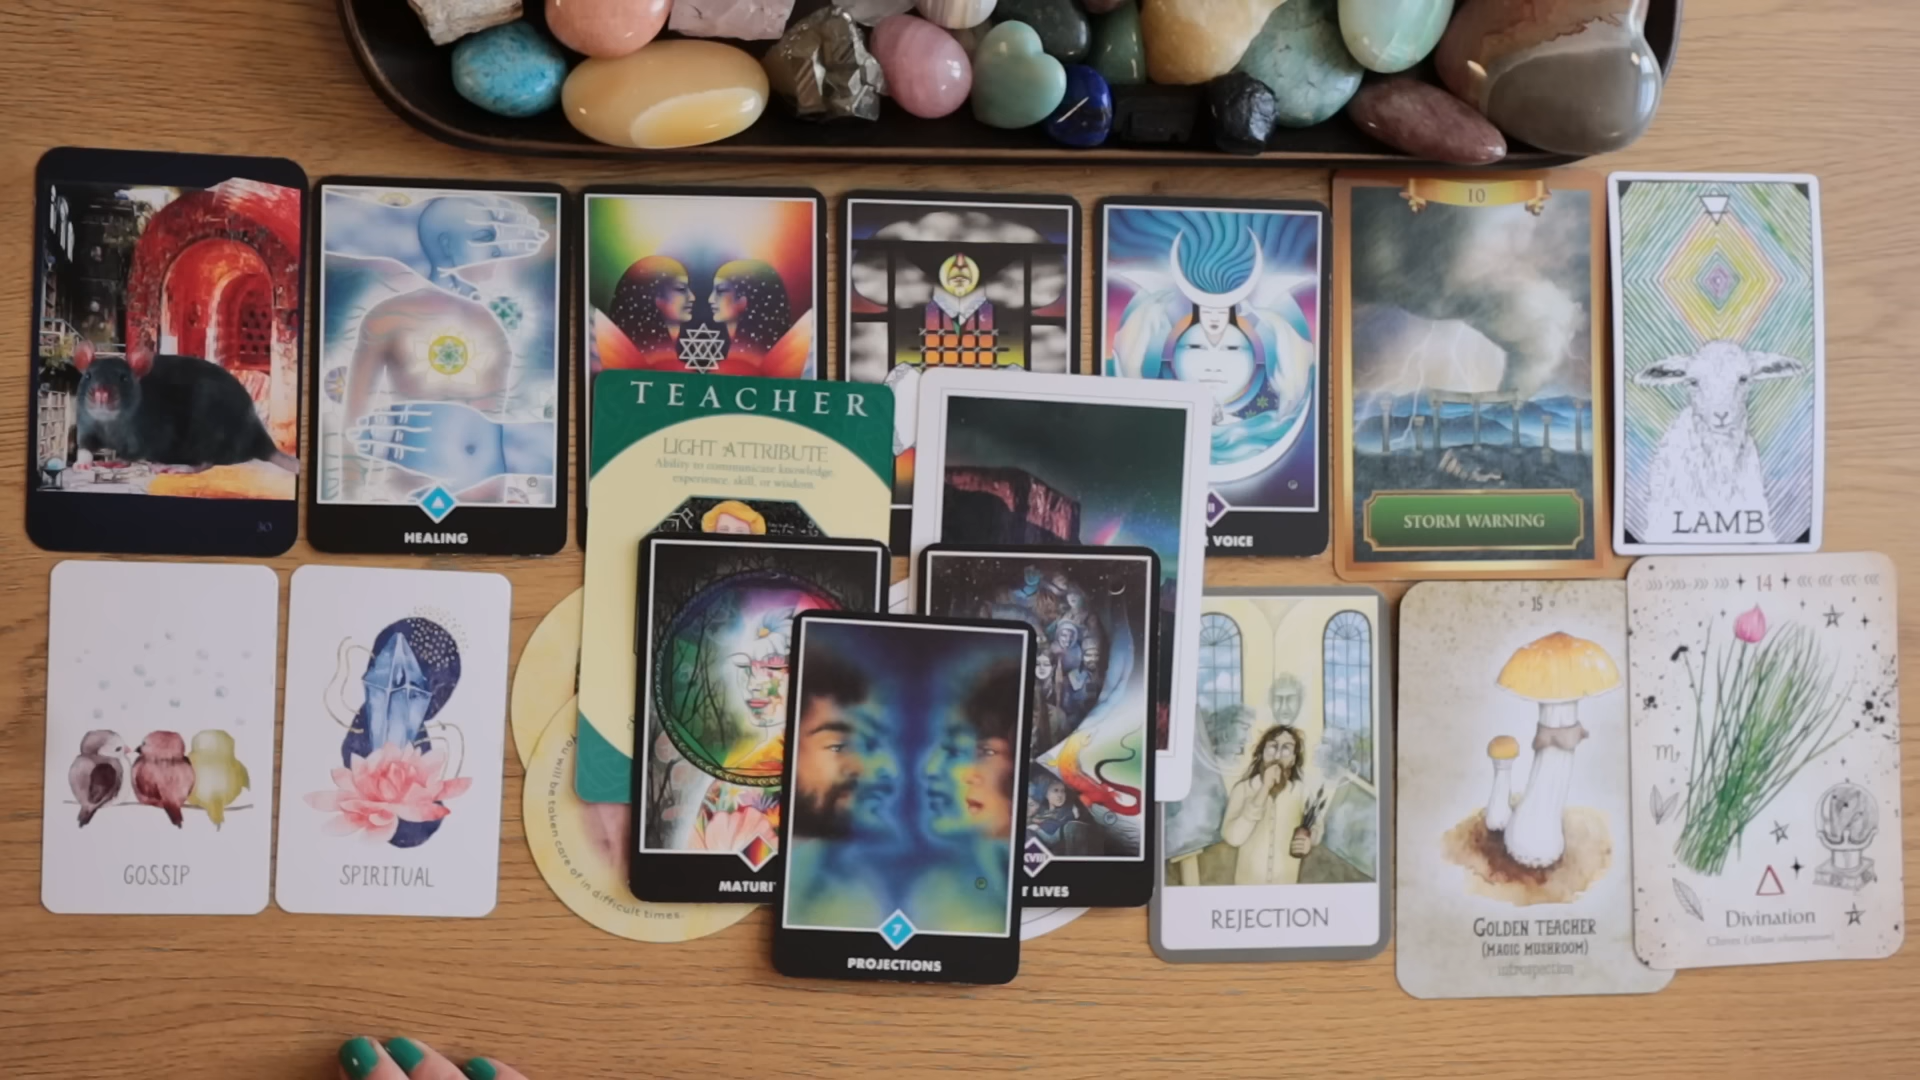 30
HEALING
TEACHER
LIGHT ATTRIBUTE
Ability to communicate knowledge,
experience, skill, or wisdom.
VOICE
10
STORM WARNING
LAMB
GOSSIP
SPIRITUAL
You will be taken care of in difficult times.
7
PROJECTIONS
XVIII
LIVES
REJECTION
15
GOLDEN TEACHER
(MAGIC MUSHROOM)
introspection
14
Divination